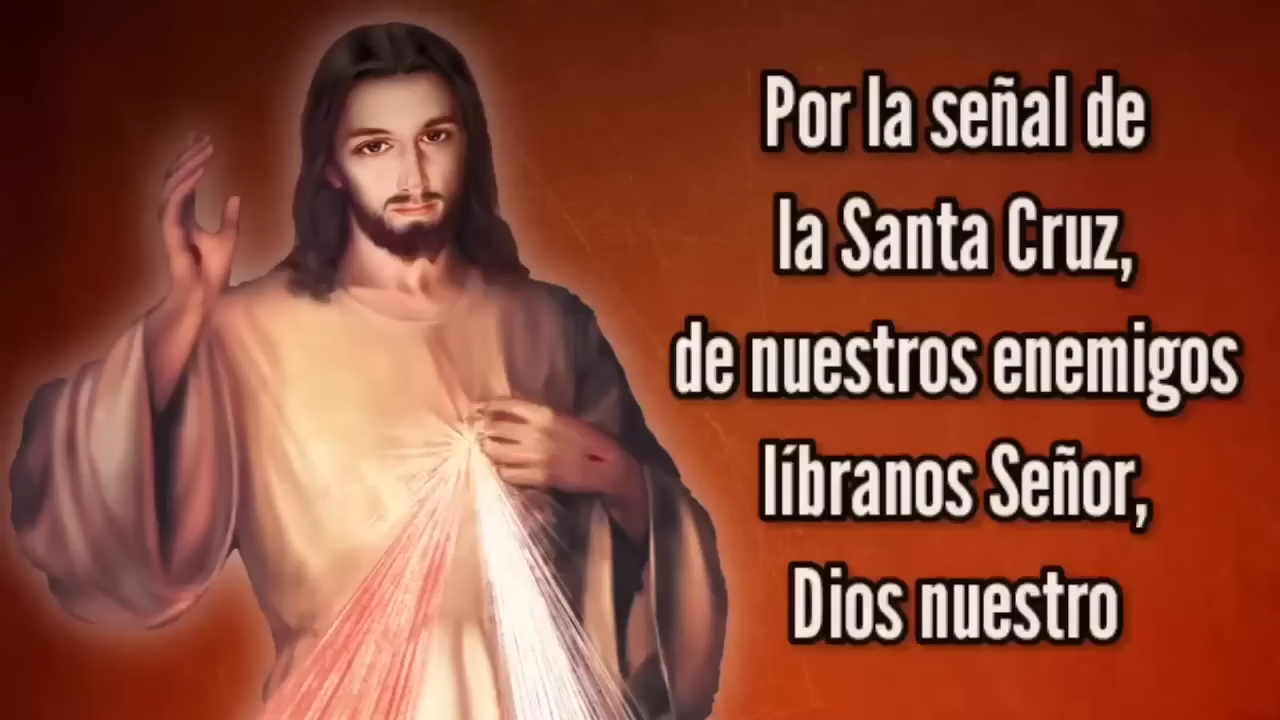 Por la señal de
la Santa Cruz,
de nuestros enemigos
líbranos Señor,
Dios nuestro